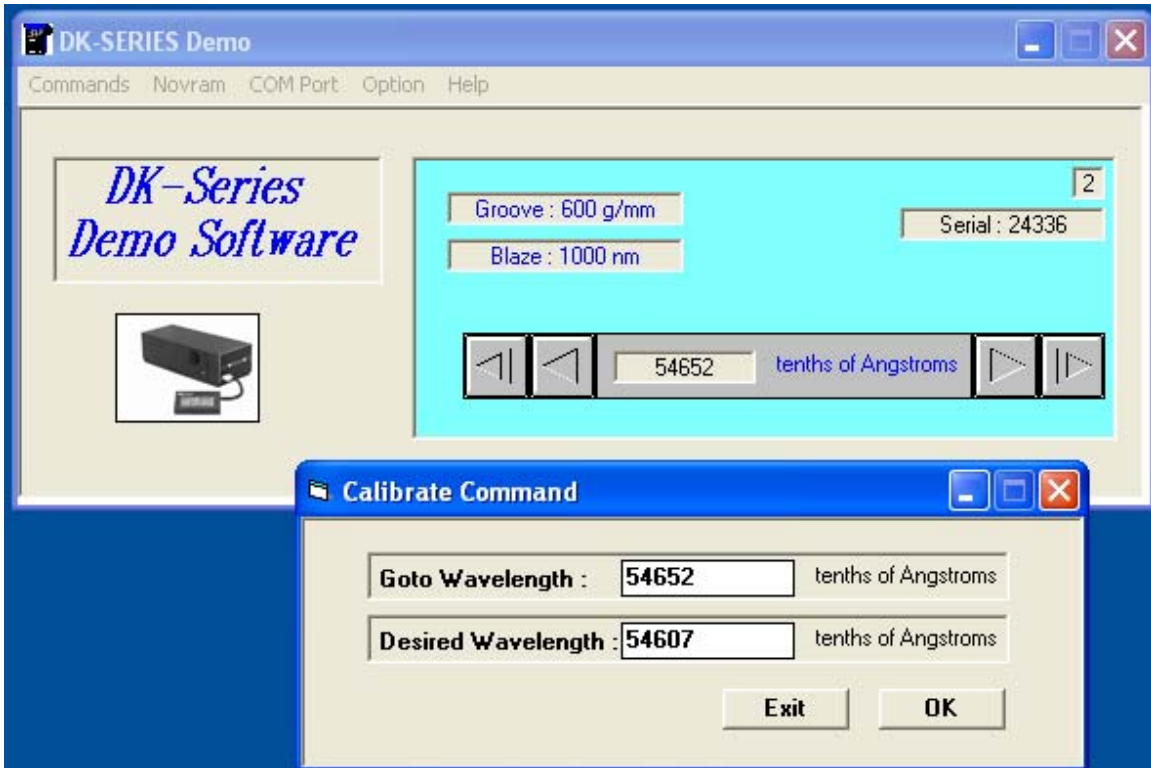 DK-SERIES Demo
Commands Novram COM Port Option Help
DK-Series
Demo Software
2
Groove : 600 g/mm
Serial : 24336
Blaze : 1000 nm
54652 tenths of Angstroms
Calibrate Command
Goto Wavelength : 54652 tenths of Angstroms
Desired Wavelength : 54607 tenths of Angstroms
Exit OK